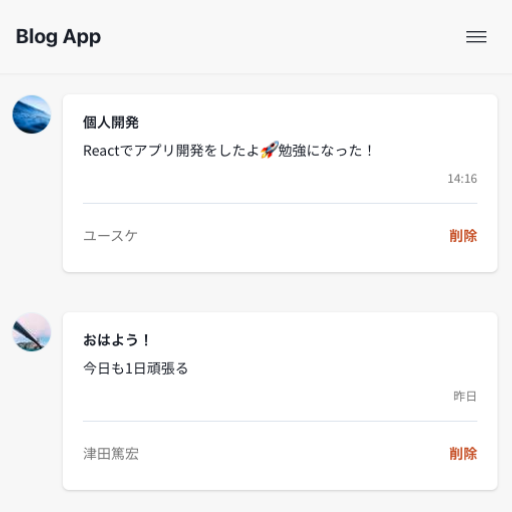 Blog App
個人開発
Reactでアプリ開発をしたよ🚀勉強になった！
14:16
ユースケ
削除
おはよう！
今日も1日頑張る
昨日
津田篤宏
削除